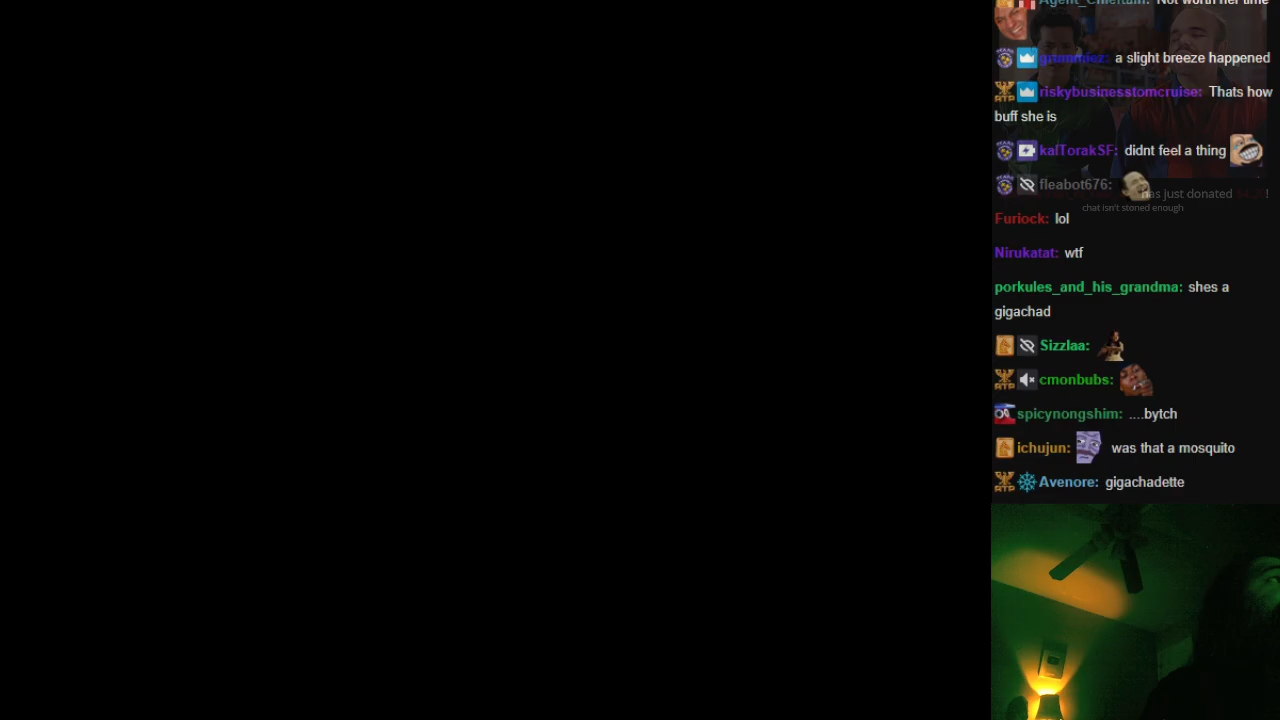 Agent_Chieftain: Not worth her time
grummiez: a slight breeze happened
riskybusinesstomcruise: Thats how
buff she is
kalTorakSF: didnt feel a thing
fleabot676:
has just donated !
chat isn't stoned enough
Furiock: lol
Nirukatat: wtf
porkules_and_his_grandma: shes a
gigachad
Sizzlaa:
cmonbubs:
spicynongshim: ....bytch
ichujun: was that a mosquito
Avenore: gigachadette